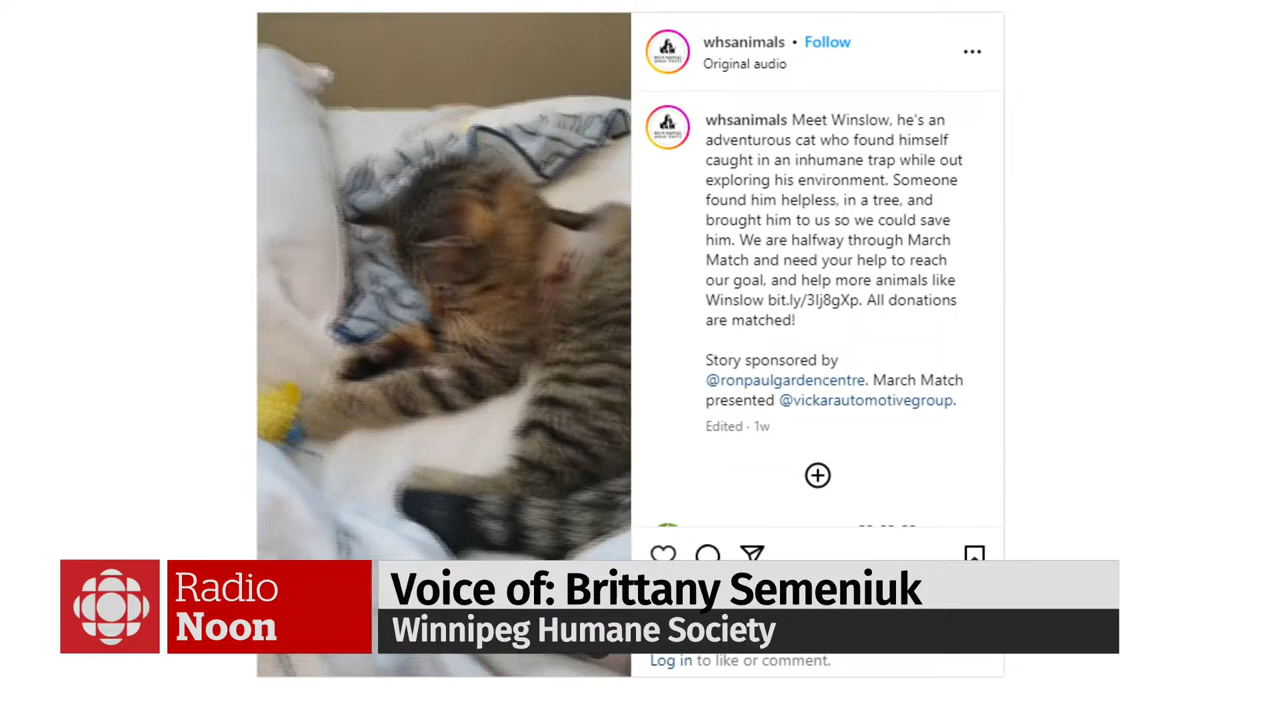 whsanimals • Follow
Original audio
whsanimals Meet Winslow, he's an
adventurous cat who found himself
caught in an inhumane trap while out
exploring his environment. Someone
found him helpless, in a tree, and
brought him to us so we could save
him. We are halfway through March
Match and need your help to reach
our goal, and help more animals like
Winslow bit.ly/3lj8gXp. All donations
are matched!
Story sponsored by
@ronpaulgardencentre. March Match
presented @vickarautomotivegroup.
Edited · 1w
Radio
Noon
Voice of: Brittany Semeniuk
Winnipeg Humane Society
Log in to like or comment.